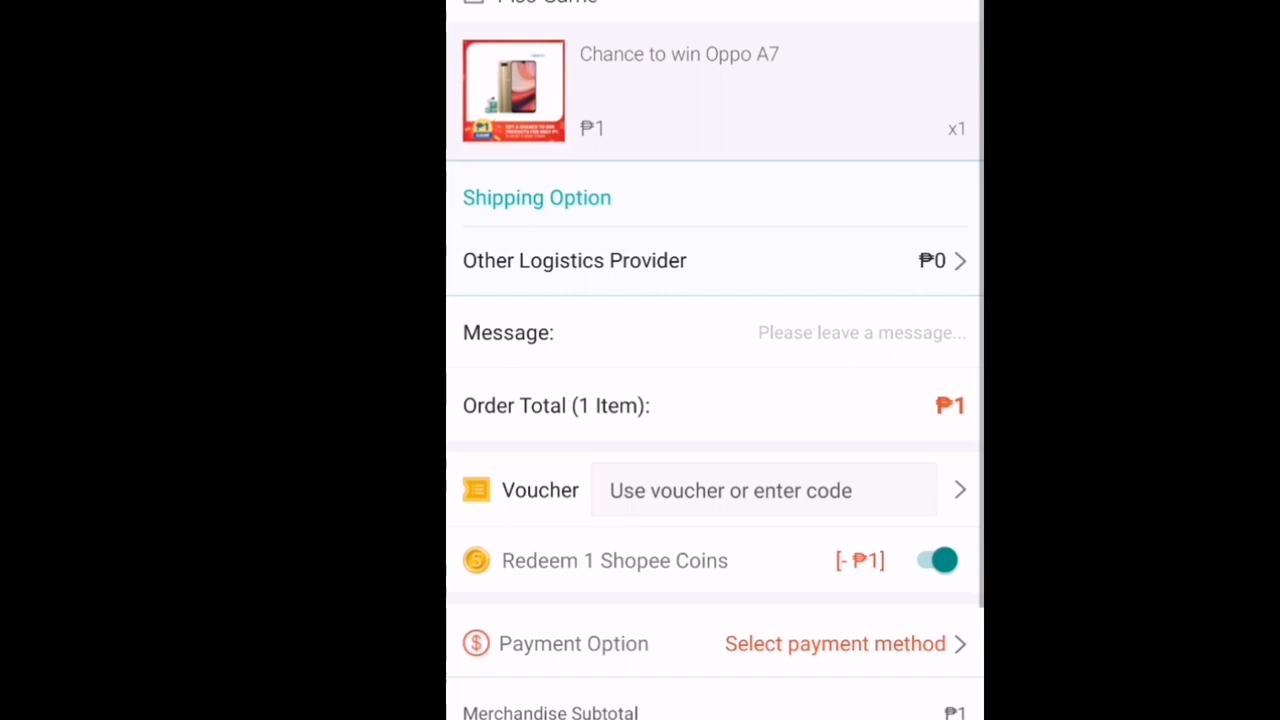 Piso Game
Chance to win Oppo A7
₱1
x1
Shipping Option
Other Logistics Provider ₱0
Message: Please leave a message...
Order Total (1 Item): ₱1
Voucher Use voucher or enter code
Redeem 1 Shopee Coins [- ₱1]
Payment Option Select payment method
Merchandise Subtotal ₱1